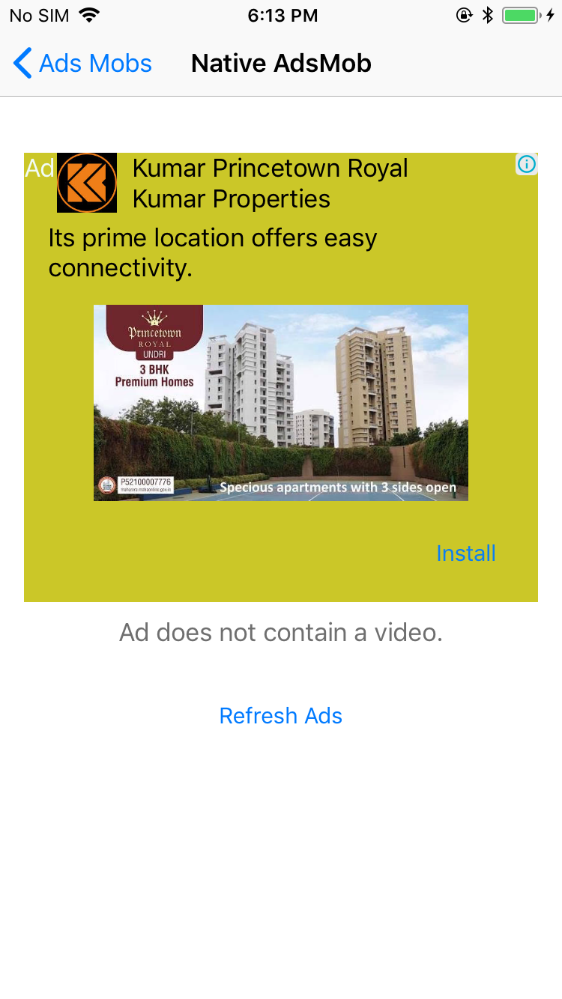 No SIM 6:13 PM
Ads Mobs Native AdsMob
Ad Kumar Princetown Royal
Kumar Properties
Its prime location offers easy
connectivity.
Princetown
ROYAL
UNDRI
3 BHK
Premium Homes
P52100007776
maharera.mahaonline.gov.in
Specious apartments with 3 sides open
Install
Ad does not contain a video.
Refresh Ads